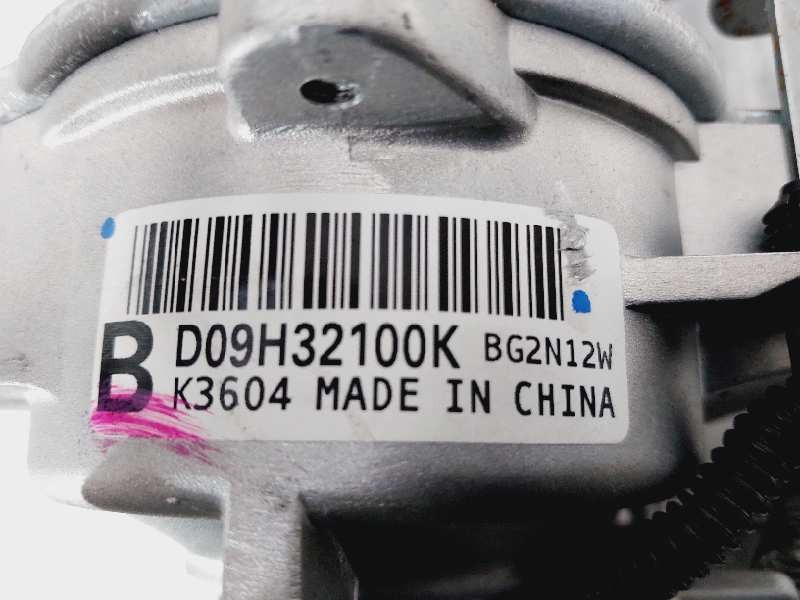 B D09H32100K BG2N12W
K3604 MADE IN CHINA